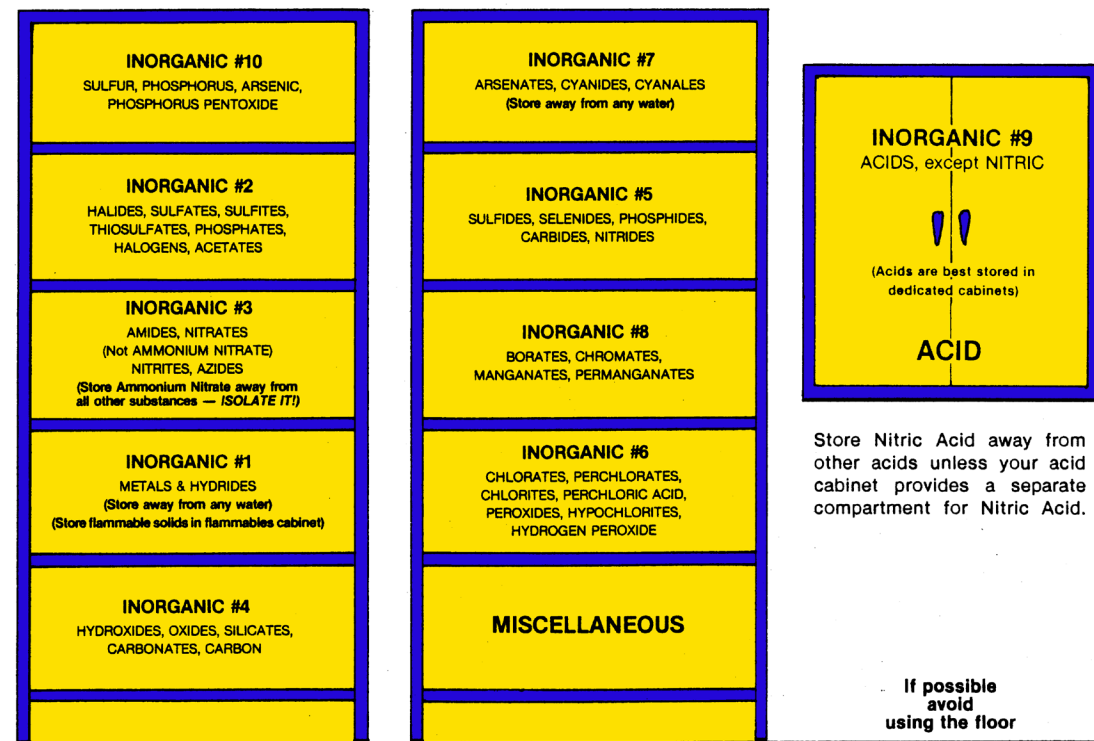 INORGANIC #10
SULFUR, PHOSPHORUS, ARSENIC,
PHOSPHORUS PENTOXIDE
INORGANIC #2
HALIDES, SULFATES, SULFITES,
THIOSULFATES, PHOSPHATES,
HALOGENS, ACETATES
INORGANIC #3
AMIDES, NITRATES
(Not AMMONIUM NITRATE)
NITRITES, AZIDES
(Store Ammonium Nitrate away from
all other substances — ISOLATE IT!)
INORGANIC #1
METALS & HYDRIDES
(Store away from any water)
(Store flammable solids in flammables cabinet)
INORGANIC #4
HYDROXIDES, OXIDES, SILICATES,
CARBONATES, CARBON
INORGANIC #7
ARSENATES, CYANIDES, CYANALES
(Store away from any water)
INORGANIC #5
SULFIDES, SELENIDES, PHOSPHIDES,
CARBIDES, NITRIDES
INORGANIC #8
BORATES, CHROMATES,
MANGANATES, PERMANGANATES
INORGANIC #6
CHLORATES, PERCHLORATES,
CHLORITES, PERCHLORIC ACID,
PEROXIDES, HYPOCHLORITES,
HYDROGEN PEROXIDE
MISCELLANEOUS
INORGANIC #9
ACIDS, except NITRIC
(Acids are best stored in
dedicated cabinets)
ACID
Store Nitric Acid away from
other acids unless your acid
cabinet provides a separate
compartment for Nitric Acid.
If possible
avoid
using the floor